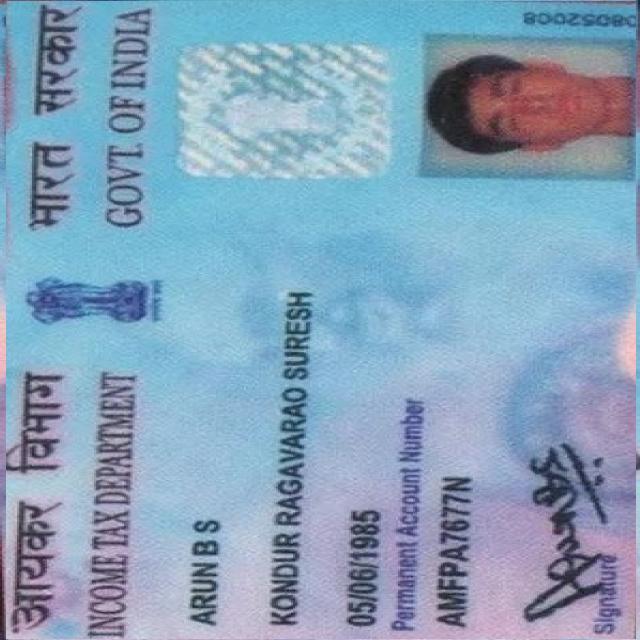 आयकर विभाग
भारत सरकार
INCOME TAX DEPARTMENT
GOVT. OF INDIA
ARUN B S
KONDUR RAGAVARAO SURESH
05/06/1985
Permanent Account Number
AMFPA7677N
Signature
08052008